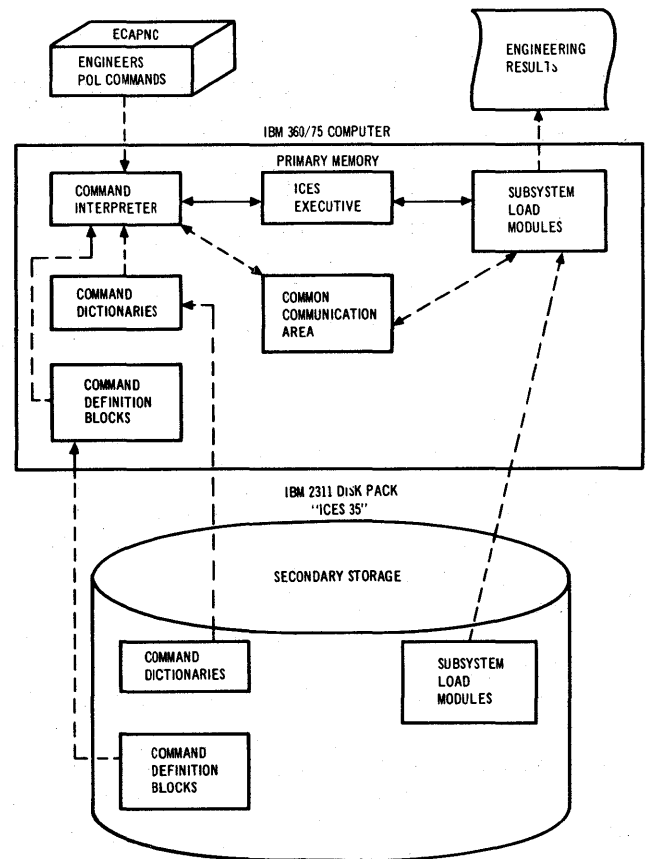 ECAPNC
ENGINEERS
POL COMMANDS
ENGINEERING
RESULTS
IBM 360/75 COMPUTER
PRIMARY MEMORY
COMMAND
INTERPRETER
ICES
EXECUTIVE
SUBSYSTEM
LOAD
MODULES
COMMAND
DICTIONARIES
COMMON
COMMUNICATION
AREA
COMMAND
DEFINITION
BLOCKS
IBM 2311 DISK PACK
"ICES 35"
SECONDARY STORAGE
COMMAND
DICTIONARIES
SUBSYSTEM
LOAD
MODULES
COMMAND
DEFINITION
BLOCKS